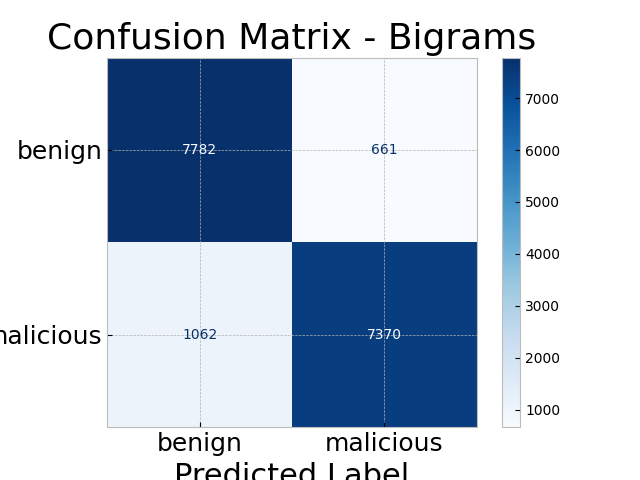 Confusion Matrix - Bigrams
benign
7782
661
malicious
1062
7370
benign
malicious
Predicted Label
7000
6000
5000
4000
3000
2000
1000